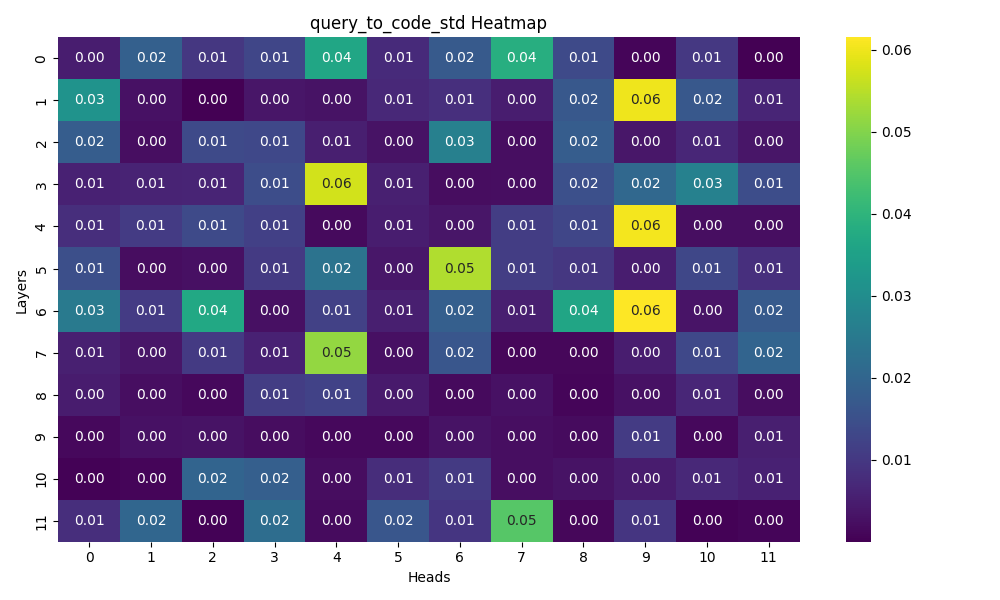 query_to_code_std Heatmap
0 0.00 0.02 0.01 0.01 0.04 0.01 0.02 0.04 0.01 0.00 0.01 0.00
1 0.03 0.00 0.00 0.00 0.00 0.01 0.01 0.00 0.02 0.06 0.02 0.01
2 0.02 0.00 0.01 0.01 0.01 0.00 0.03 0.00 0.02 0.00 0.01 0.00
3 0.01 0.01 0.01 0.01 0.06 0.01 0.00 0.00 0.02 0.02 0.03 0.01
4 0.01 0.01 0.01 0.01 0.00 0.01 0.00 0.01 0.01 0.06 0.00 0.00
5 0.01 0.00 0.00 0.01 0.02 0.00 0.05 0.01 0.01 0.00 0.01 0.01
6 0.03 0.01 0.04 0.00 0.01 0.01 0.02 0.01 0.04 0.06 0.00 0.02
7 0.01 0.00 0.01 0.01 0.05 0.00 0.02 0.00 0.00 0.00 0.01 0.02
8 0.00 0.00 0.00 0.01 0.01 0.00 0.00 0.00 0.00 0.00 0.01 0.00
9 0.00 0.00 0.00 0.00 0.00 0.00 0.00 0.00 0.00 0.01 0.00 0.01
10 0.00 0.00 0.02 0.02 0.00 0.01 0.01 0.00 0.00 0.00 0.01 0.01
11 0.01 0.02 0.00 0.02 0.00 0.02 0.01 0.05 0.00 0.01 0.00 0.00
0 1 2 3 4 5 6 7 8 9 10 11
Heads
Layers
0.06
0.05
0.04
0.03
0.02
0.01